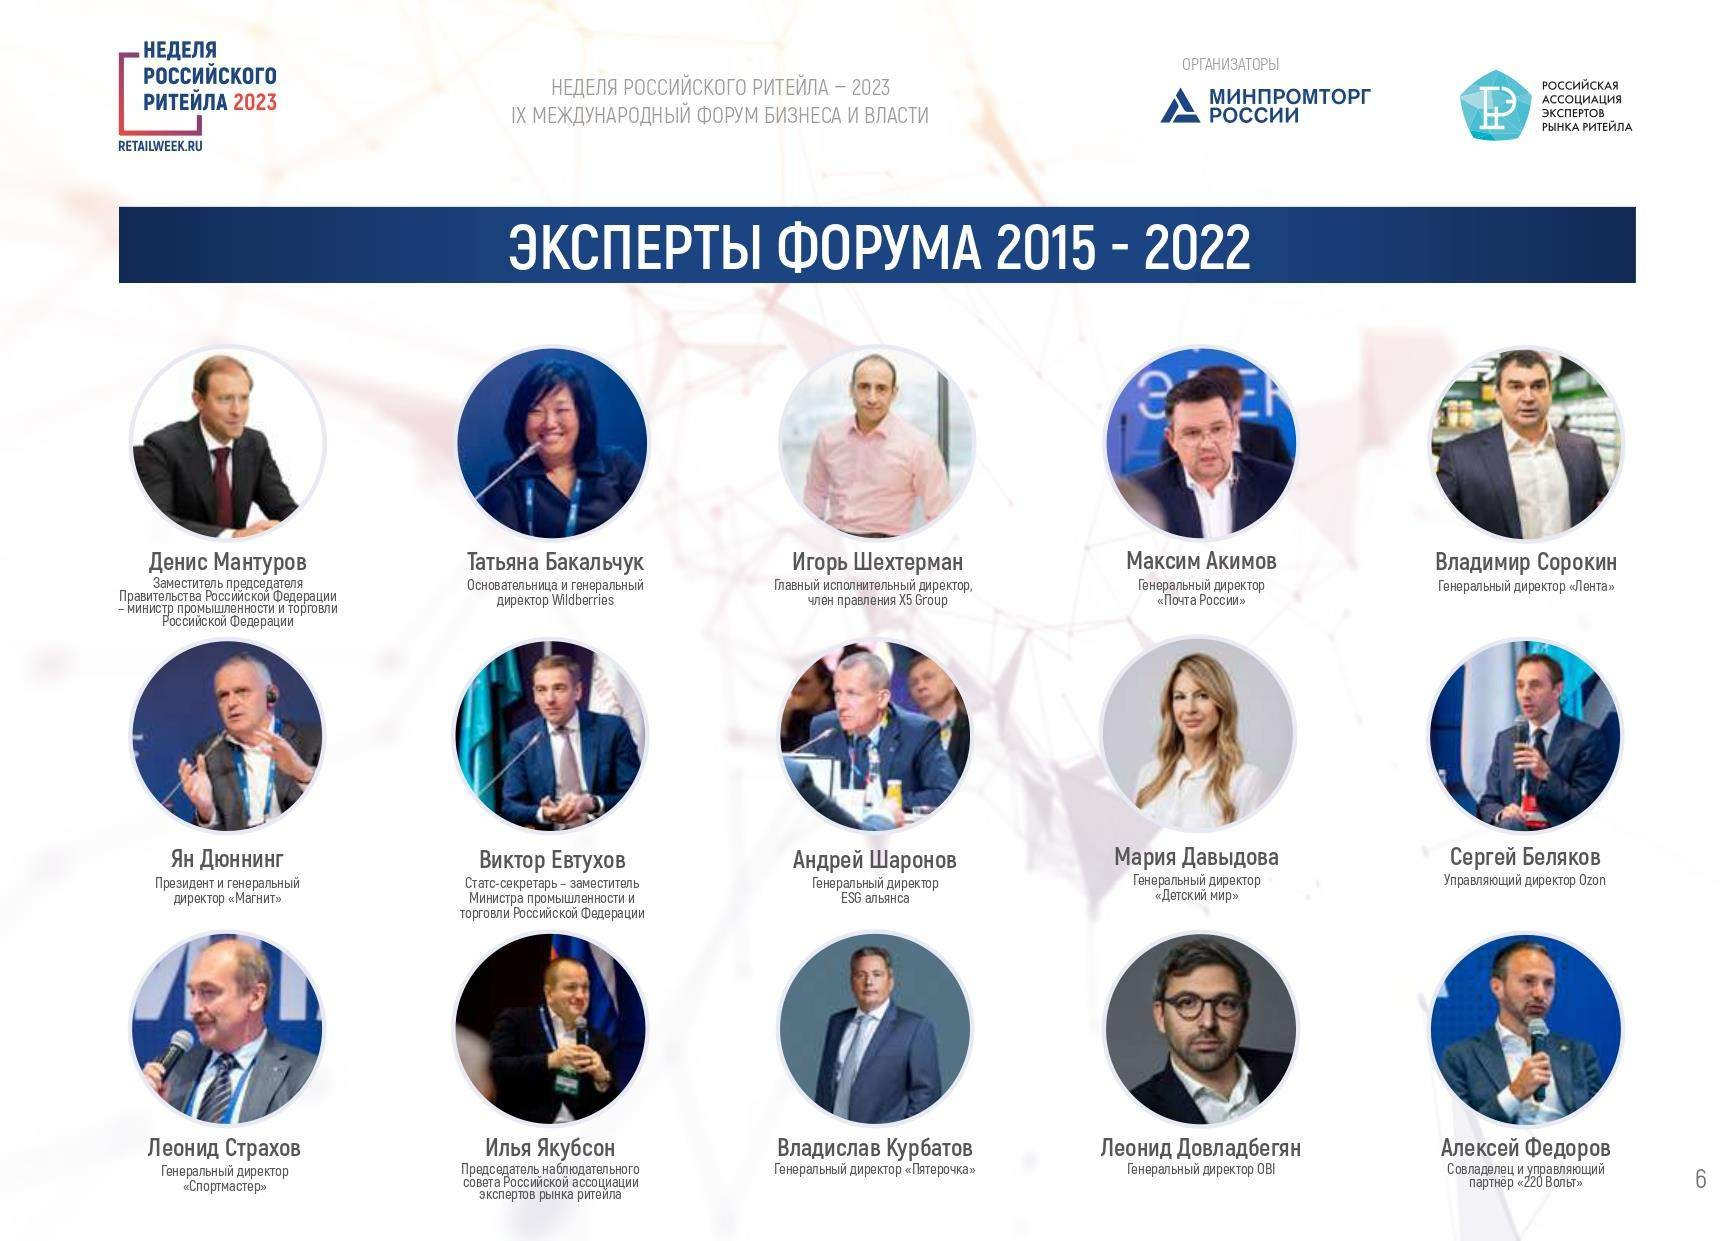 НЕДЕЛЯ
РОССИЙСКОГО
РИТЕЙЛА 2023
RETAILWEEK.RU
НЕДЕЛЯ РОССИЙСКОГО РИТЕЙЛА – 2023
IX МЕЖДУНАРОДНЫЙ ФОРУМ БИЗНЕСА И ВЛАСТИ
ОРГАНИЗАТОРЫ
МИНПРОМТОРГ
РОССИИ
РОССИЙСКАЯ
АССОЦИАЦИЯ
ЭКСПЕРТОВ
РЫНКА РИТЕЙЛА
ЭКСПЕРТЫ ФОРУМА 2015 - 2022
Денис Мантуров
Заместитель председателя
Правительства Российской Федерации
– министр промышленности и торговли
Российской Федерации
Татьяна Бакальчук
Основательница и генеральный
директор Wildberries
Игорь Шехтерман
Главный исполнительный директор,
член правления X5 Group
Максим Акимов
Генеральный директор
«Почта России»
Владимир Сорокин
Генеральный директор «Лента»
Ян Дюннинг
Президент и генеральный
директор «Магнит»
Виктор Евтухов
Статс-секретарь – заместитель
Министра промышленности и
торговли Российской Федерации
Андрей Шаронов
Генеральный директор
ESG альянса
Мария Давыдова
Генеральный директор
«Детский мир»
Сергей Беляков
Управляющий директор Ozon
Леонид Страхов
Генеральный директор
«Спортмастер»
Илья Якубсон
Председатель наблюдательного
совета Российской ассоциации
экспертов рынка ритейла
Владислав Курбатов
Генеральный директор «Пятерочка»
Леонид Довладбегян
Генеральный директор OBI
Алексей Федоров
Совладелец и управляющий
партнёр «220 Вольт»
6